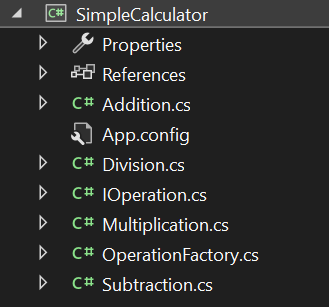 C# SimpleCalculator
Properties
References
C# Addition.cs
App.config
C# Division.cs
C# IOperation.cs
C# Multiplication.cs
C# OperationFactory.cs
C# Subtraction.cs